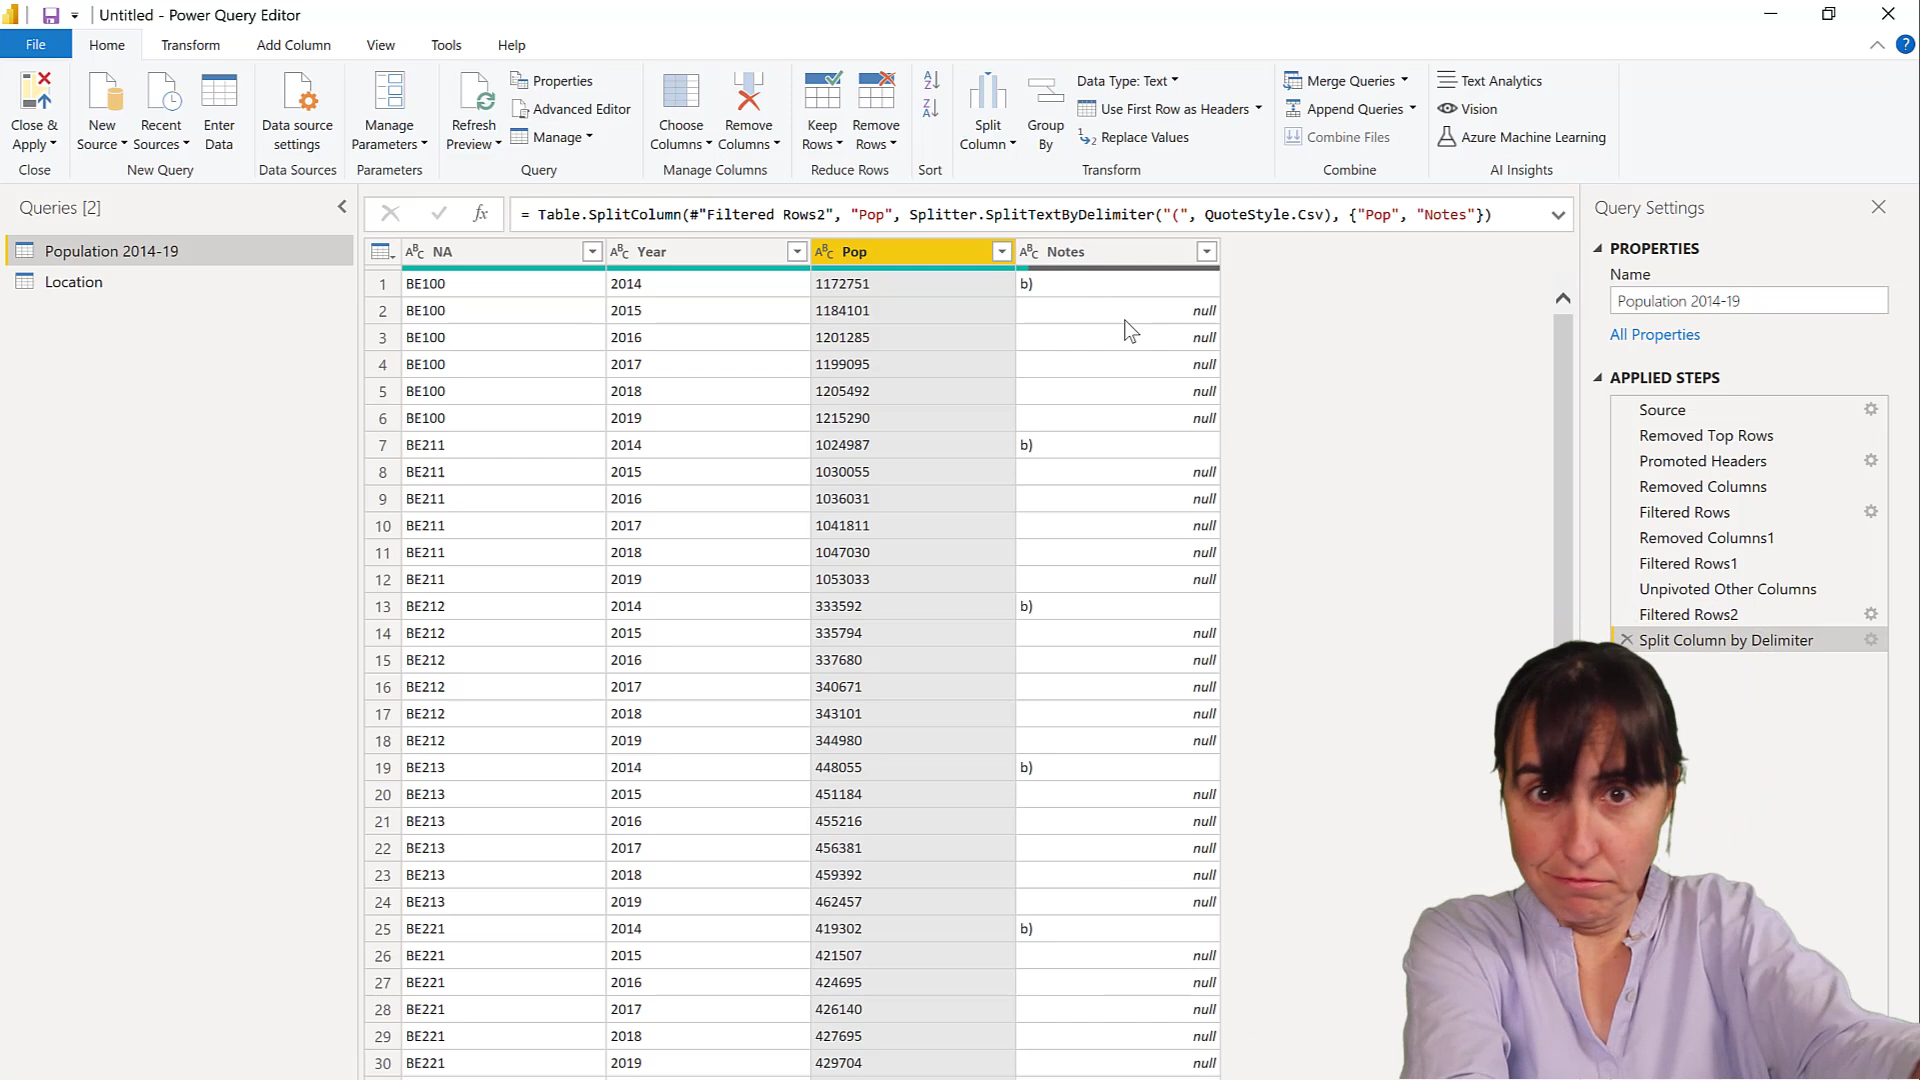 Untitled - Power Query Editor
File Home Transform Add Column View Tools Help
Close & Apply
Close
New Source
Recent Sources
Enter Data
New Query
Data source settings
Data Sources
Manage Parameters
Parameters
Refresh Preview
Properties
Advanced Editor
Manage
Query
Choose Columns
Remove Columns
Manage Columns
Keep Rows
Remove Rows
Reduce Rows
Sort
Split Column
Group By
Data Type: Text
Use First Row as Headers
Replace Values
Transform
Merge Queries
Append Queries
Combine Files
Combine
Text Analytics
Vision
Azure Machine Learning
AI Insights
Queries [2]
Population 2014-19
Location
fx
= Table.SplitColumn(#"Filtered Rows2", "Pop", Splitter.SplitTextByDelimiter("(", QuoteStyle.Csv), {"Pop", "Notes"})
ABC NA ABC Year ABC Pop ABC Notes
1 BE100 2014 1172751 b)
2 BE100 2015 1184101 null
3 BE100 2016 1201285 null
4 BE100 2017 1199095 null
5 BE100 2018 1205492 null
6 BE100 2019 1215290 null
7 BE211 2014 1024987 b)
8 BE211 2015 1030055 null
9 BE211 2016 1036031 null
10 BE211 2017 1041811 null
11 BE211 2018 1047030 null
12 BE211 2019 1053033 null
13 BE212 2014 333592 b)
14 BE212 2015 335794 null
15 BE212 2016 337680 null
16 BE212 2017 340671 null
17 BE212 2018 343101 null
18 BE212 2019 344980 null
19 BE213 2014 448055 b)
20 BE213 2015 451184 null
21 BE213 2016 455216 null
22 BE213 2017 456381 null
23 BE213 2018 459392 null
24 BE213 2019 462457 null
25 BE221 2014 419302 b)
26 BE221 2015 421507 null
27 BE221 2016 424695 null
28 BE221 2017 426140 null
29 BE221 2018 427695 null
30 BE221 2019 429704 null
Query Settings
PROPERTIES
Name
Population 2014-19
All Properties
APPLIED STEPS
Source
Removed Top Rows
Promoted Headers
Removed Columns
Filtered Rows
Removed Columns1
Filtered Rows1
Unpivoted Other Columns
Filtered Rows2
Split Column by Delimiter